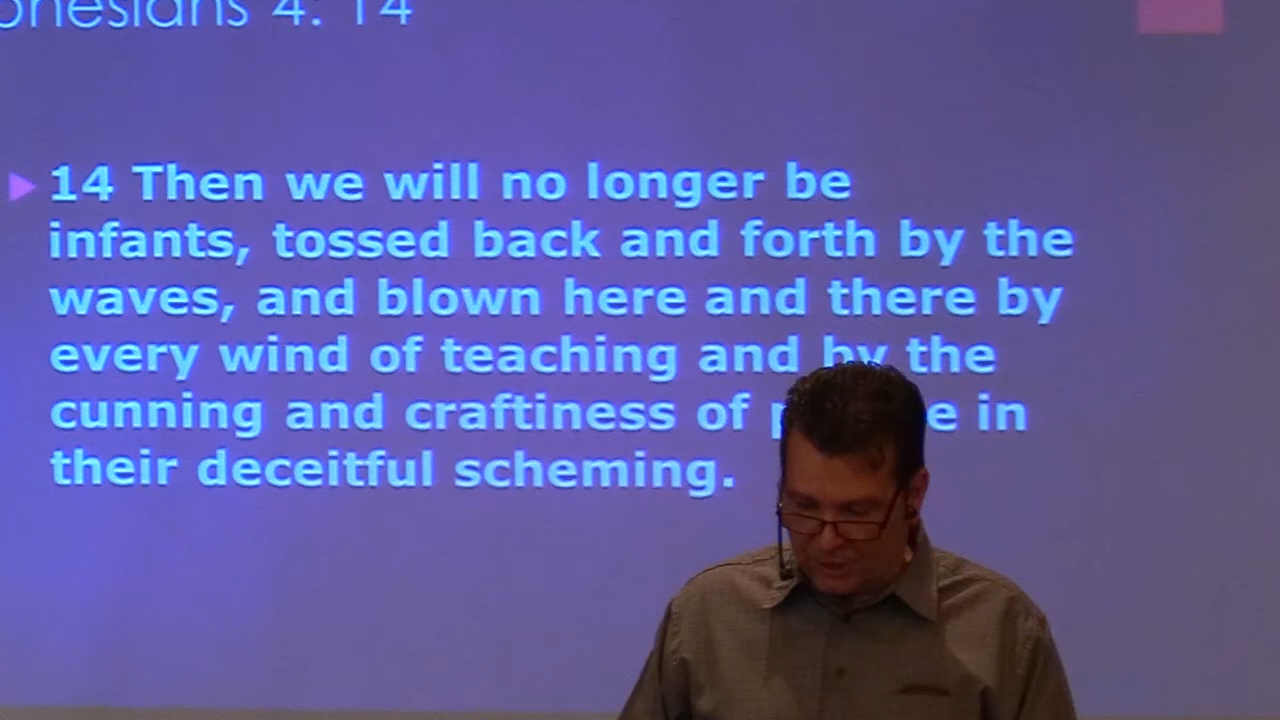 4: 14
14 Then we will no longer be
infants, tossed back and forth by the
waves, and blown here and there by
every wind of teaching and by the
cunning and craftiness of in
their deceitful scheming.